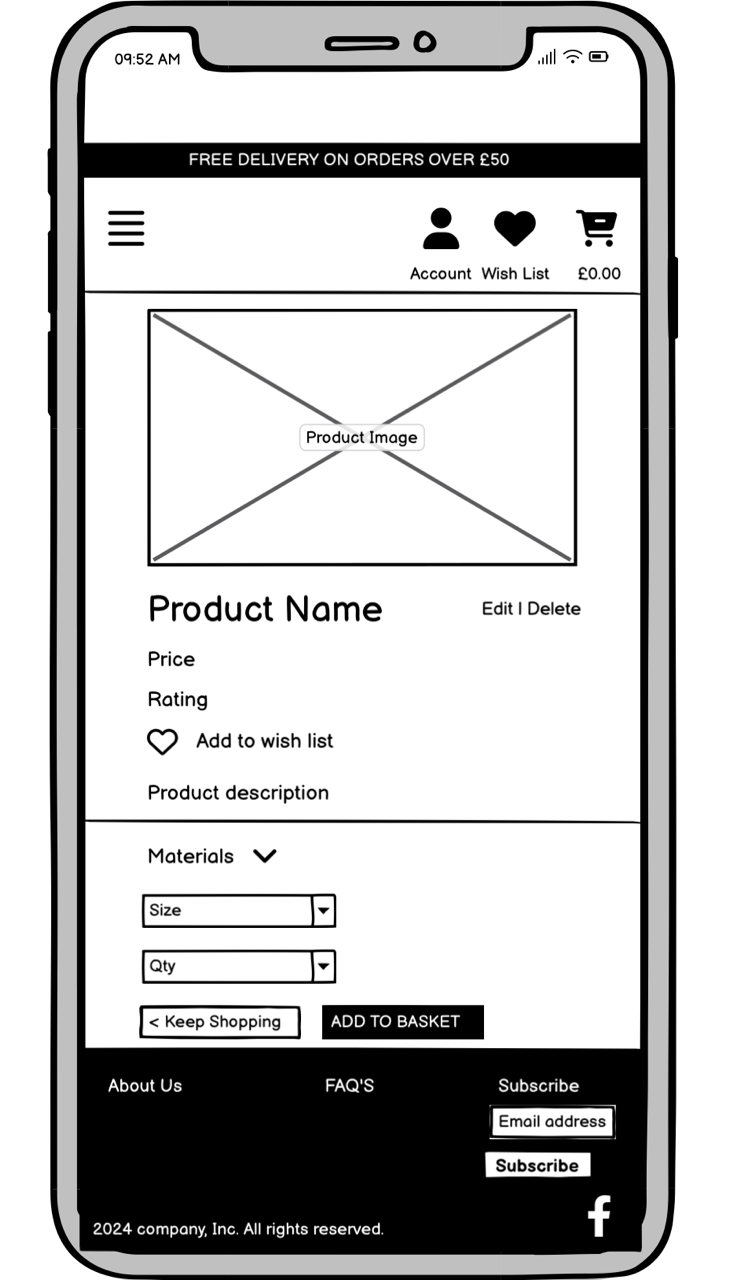 09:52 AM
FREE DELIVERY ON ORDERS OVER £50
Account Wish List £0.00
Product Image
Product Name Edit | Delete
Price
Rating
Add to wish list
Product description
Materials
Size
Qty
< Keep Shopping ADD TO BASKET
About Us FAQ'S Subscribe
Email address
Subscribe
2024 company, Inc. All rights reserved.